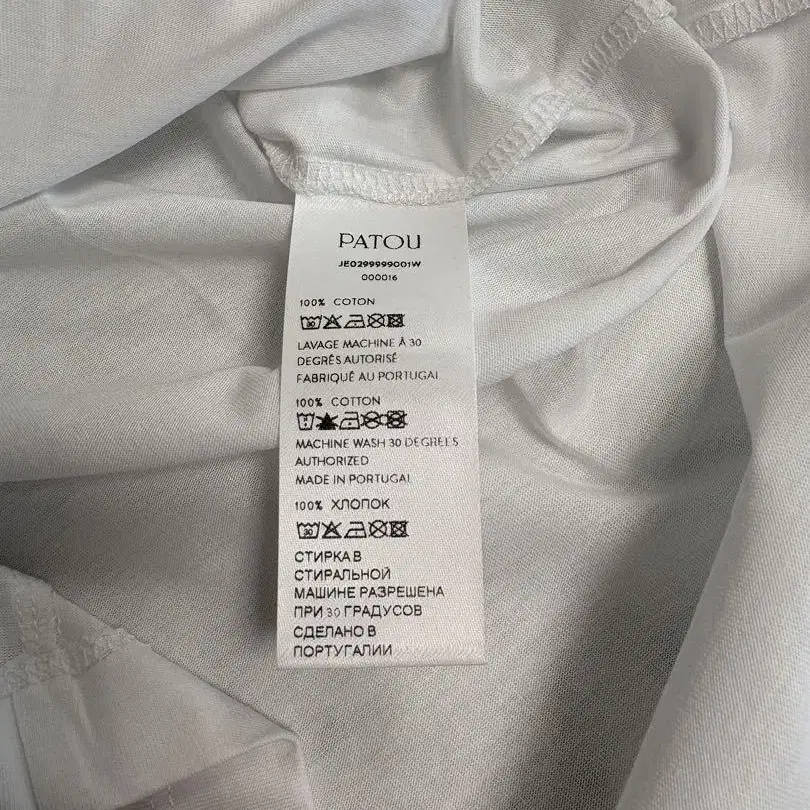 PATOU
JE0299999001W
000016
100% COTON
LAVAGE MACHINE À 30
DEGRÉS AUTORISÉ
FABRIQUÉ AU PORTUGAL
100% COTTON
MACHINE WASH 30 DEGREES
AUTHORIZED
MADE IN PORTUGAL
100% ХЛОПОК
СТИРКА В
СТИРАЛЬНОЙ
МАШИНЕ РАЗРЕШЕНА
ПРИ 30 ГРАДУСОВ
СДЕЛАНО В
ПОРТУГАЛИИ